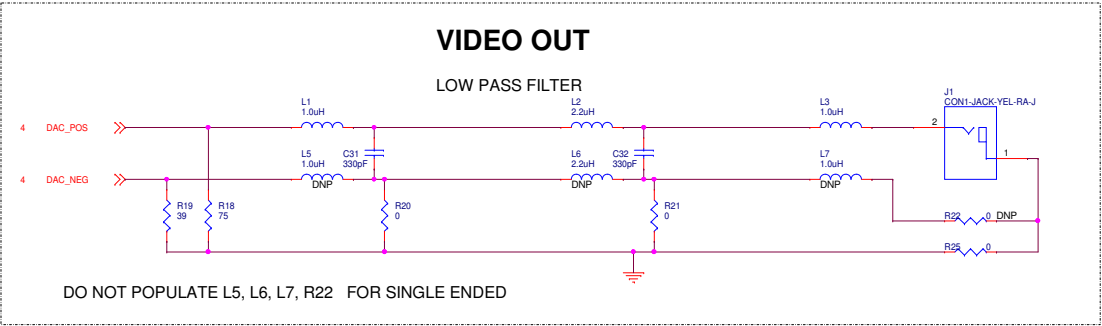 VIDEO OUT
LOW PASS FILTER
J1
CON1-JACK-YEL-RA-J
L1
1.0uH
L2
2.2uH
L3
1.0uH
2
4 DAC_POS
L5
1.0uH
DNP
C31
330pF
L6
2.2uH
DNP
C32
330pF
L7
1.0uH
DNP
1
4 DAC_NEG
R19
39
R18
75
R20
0
R21
0
R22 0 DNP
R25 0
DO NOT POPULATE L5, L6, L7, R22 FOR SINGLE ENDED